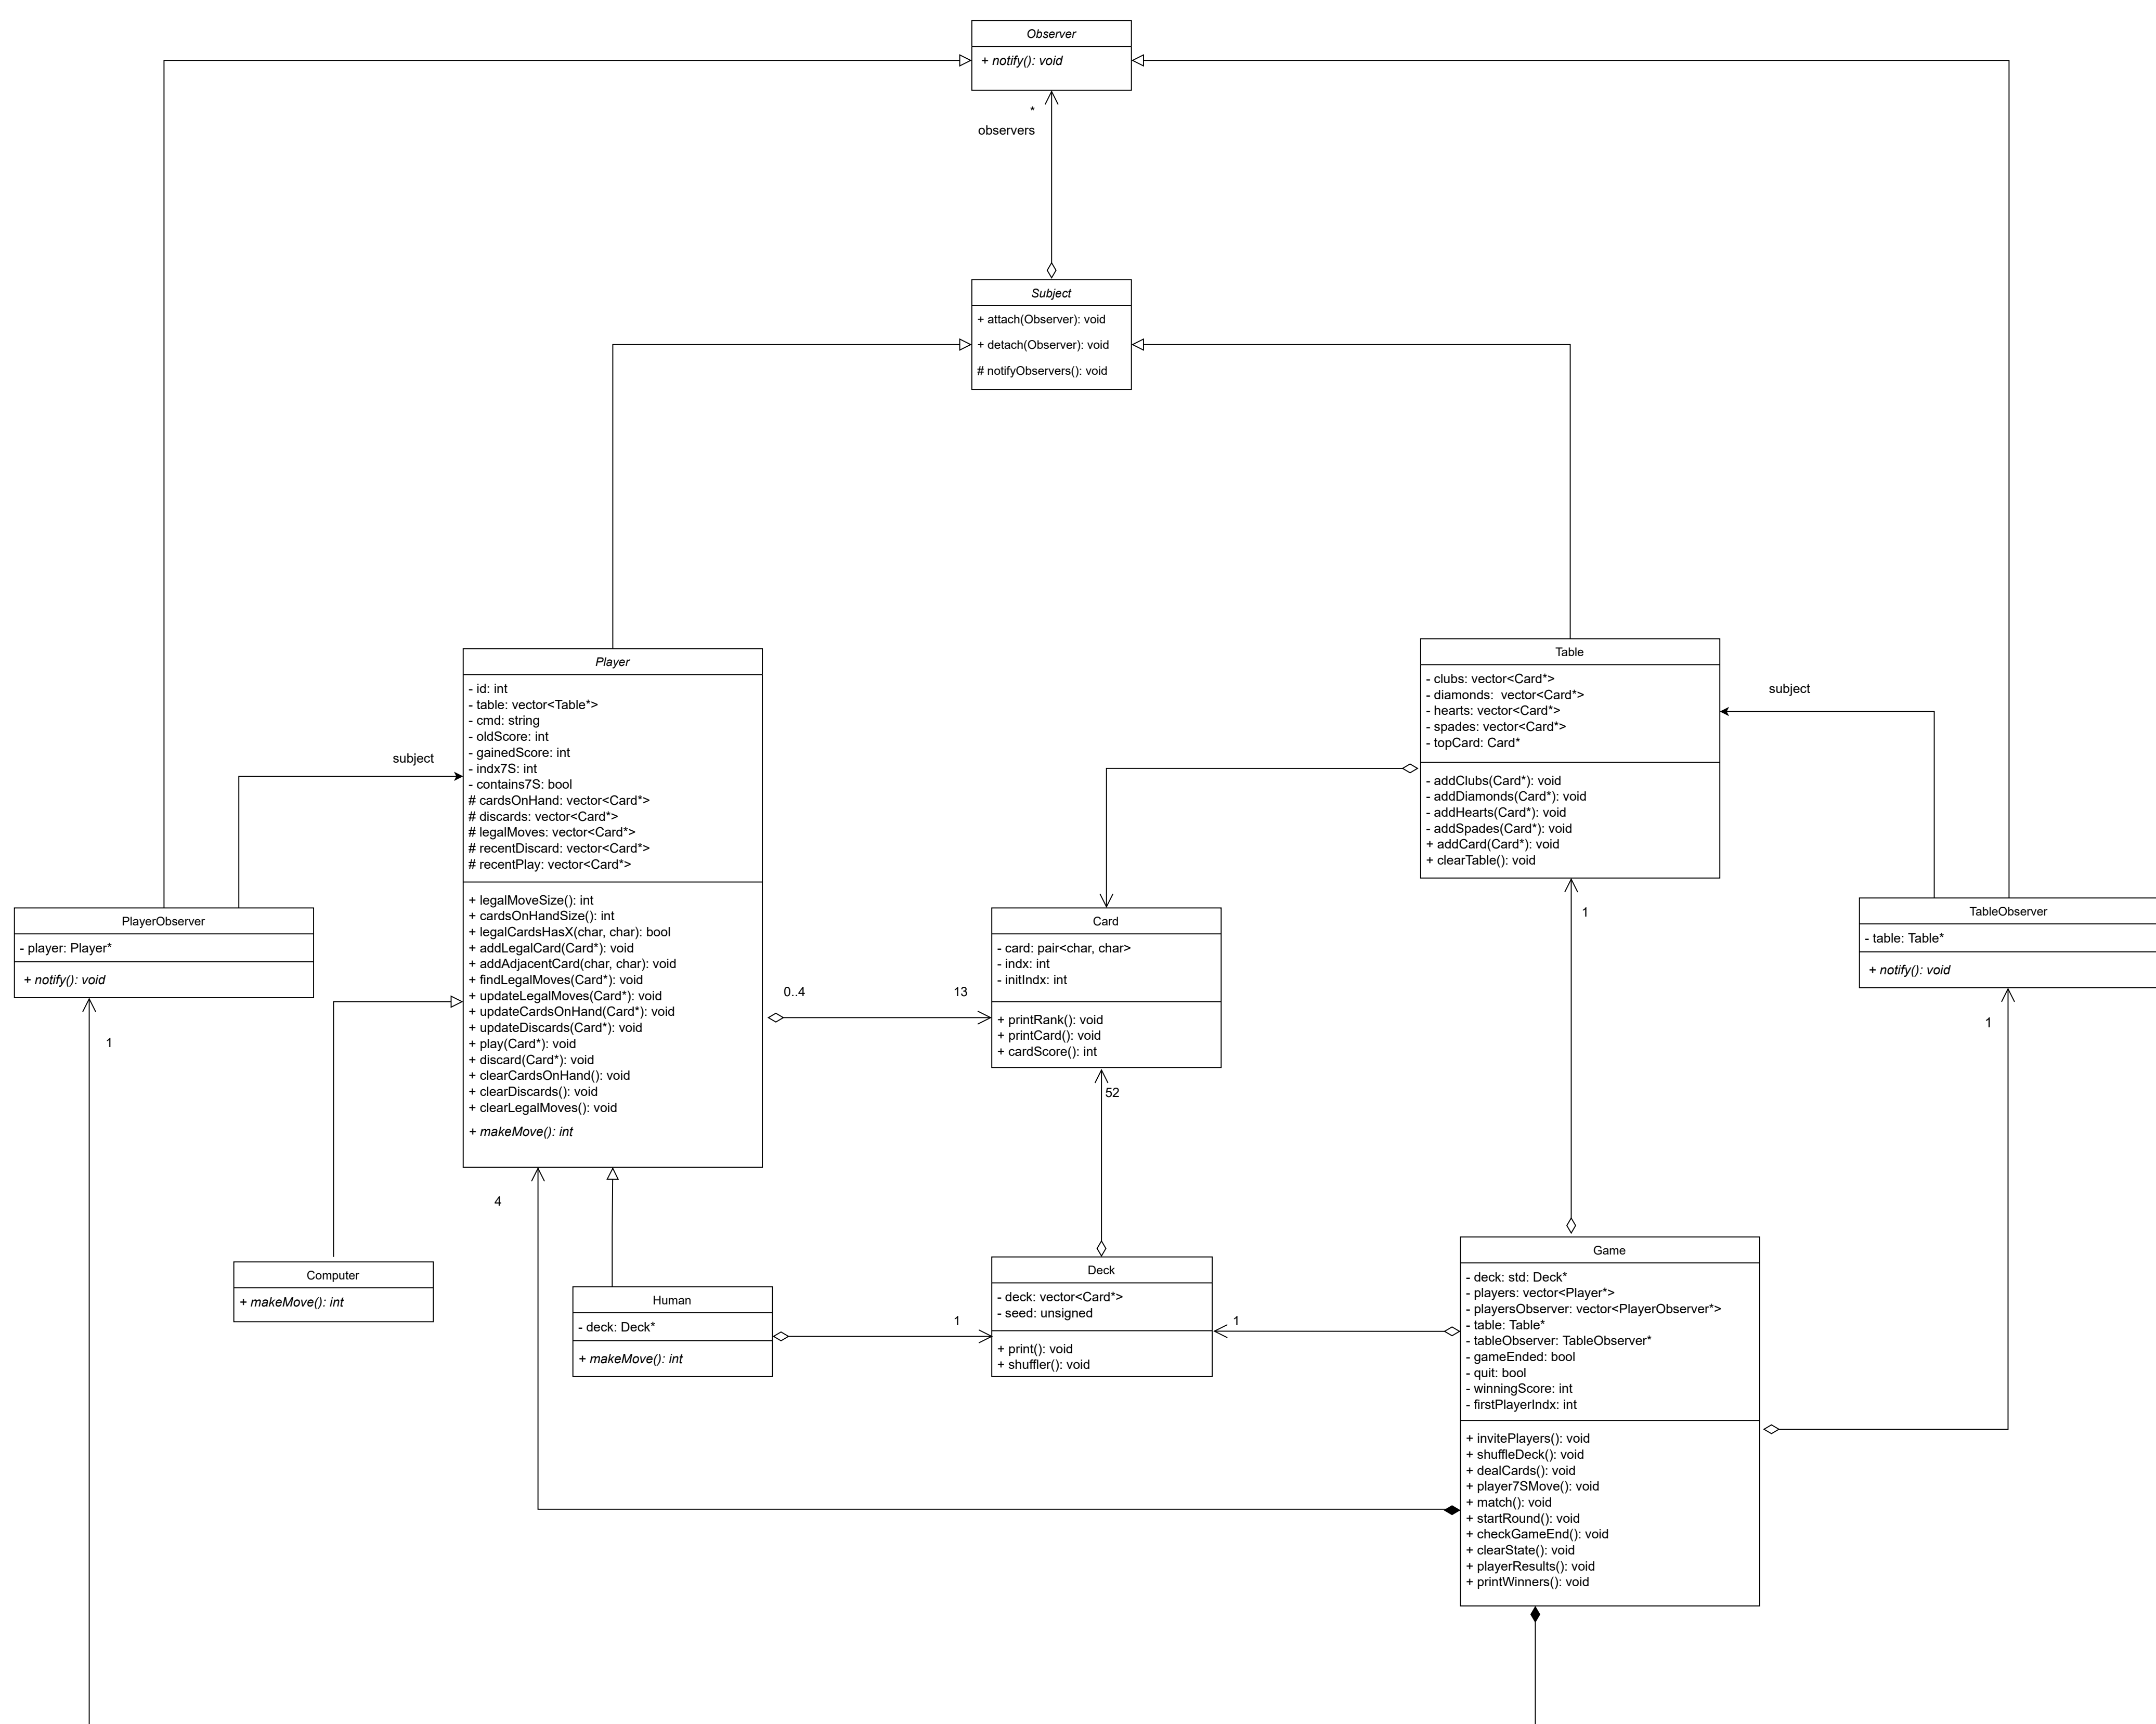 Observer
+ notify(): void
*
observers
Subject
+ attach(Observer): void
+ detach(Observer): void
# notifyObservers(): void
Player
- id: int
- table: vector<Table*>
- cmd: string
- oldScore: int
- gainedScore: int
- indx7S: int
- contains7S: bool
# cardsOnHand: vector<Card*>
# discards: vector<Card*>
# legalMoves: vector<Card*>
# recentDiscard: vector<Card*>
# recentPlay: vector<Card*>
+ legalMoveSize(): int
+ cardsOnHandSize(): int
+ legalCardsHasX(char, char): bool
+ addLegalCard(Card*): void
+ addAdjacentCard(char, char): void
+ findLegalMoves(Card*): void
+ updateLegalMoves(Card*): void
+ updateCardsOnHand(Card*): void
+ updateDiscards(Card*): void
+ play(Card*): void
+ discard(Card*): void
+ clearCardsOnHand(): void
+ clearDiscards(): void
+ clearLegalMoves(): void
+ makeMove(): int
subject
Table
- clubs: vector<Card*>
- diamonds:  vector<Card*>
- hearts: vector<Card*>
- spades: vector<Card*>
- topCard: Card*
- addClubs(Card*): void
- addDiamonds(Card*): void
- addHearts(Card*): void
- addSpades(Card*): void
+ addCard(Card*): void
+ clearTable(): void
subject
PlayerObserver
- player: Player*
+ notify(): void
1
Card
- card: pair<char, char>
- indx: int
- initIndx: int
+ printRank(): void
+ printCard(): void
+ cardScore(): int
0..4
13
52
1
TableObserver
- table: Table*
+ notify(): void
1
4
Computer
+ makeMove(): int
Human
- deck: Deck*
+ makeMove(): int
1
Deck
- deck: vector<Card*>
- seed: unsigned
+ print(): void
+ shuffler(): void
1
Game
- deck: std: Deck*
- players: vector<Player*>
- playersObserver: vector<PlayerObserver*>
- table: Table*
- tableObserver: TableObserver*
- gameEnded: bool
- quit: bool
- winningScore: int
- firstPlayerIndx: int
+ invitePlayers(): void
+ shuffleDeck(): void
+ dealCards(): void
+ player7SMove(): void
+ match(): void
+ startRound(): void
+ checkGameEnd(): void
+ clearState(): void
+ playerResults(): void
+ printWinners(): void